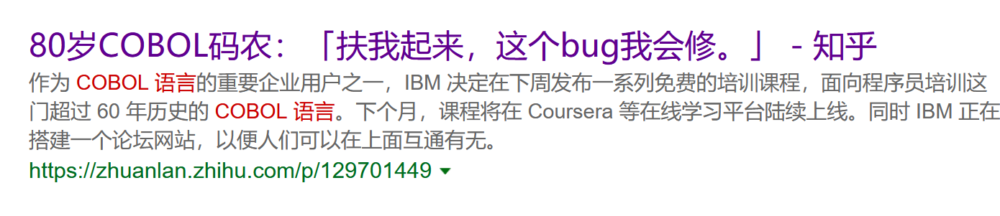 80岁COBOL码农：「扶我起来，这个bug我会修。」 - 知乎
作为 COBOL 语言的重要企业用户之一，IBM 决定在下周发布一系列免费的培训课程，面向程序员培训这
门超过 60 年历史的 COBOL 语言。下个月，课程将在 Coursera 等在线学习平台陆续上线。同时 IBM 正在
搭建一个论坛网站，以便人们可以在上面互通有无。
https://zhuanlan.zhihu.com/p/129701449